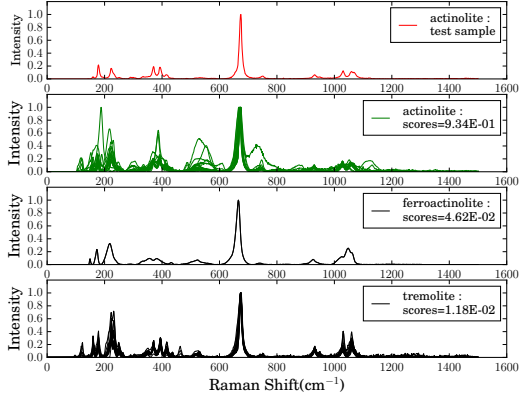 1.0
0.8
0.6
0.4
0.2
0.0
Intensity
actinolite :
test sample
0 200 400 600 800 1000 1200 1400 1600
1.0
0.8
0.6
0.4
0.2
0.0
Intensity
actinolite :
scores=9.34E-01
0 200 400 600 800 1000 1200 1400 1600
1.0
0.8
0.6
0.4
0.2
0.0
Intensity
ferroactinolite :
scores=4.62E-02
0 200 400 600 800 1000 1200 1400 1600
1.0
0.8
0.6
0.4
0.2
0.0
Intensity
tremolite :
scores=1.18E-02
0 200 400 600 800 1000 1200 1400 1600
Raman Shift(cm⁻¹)